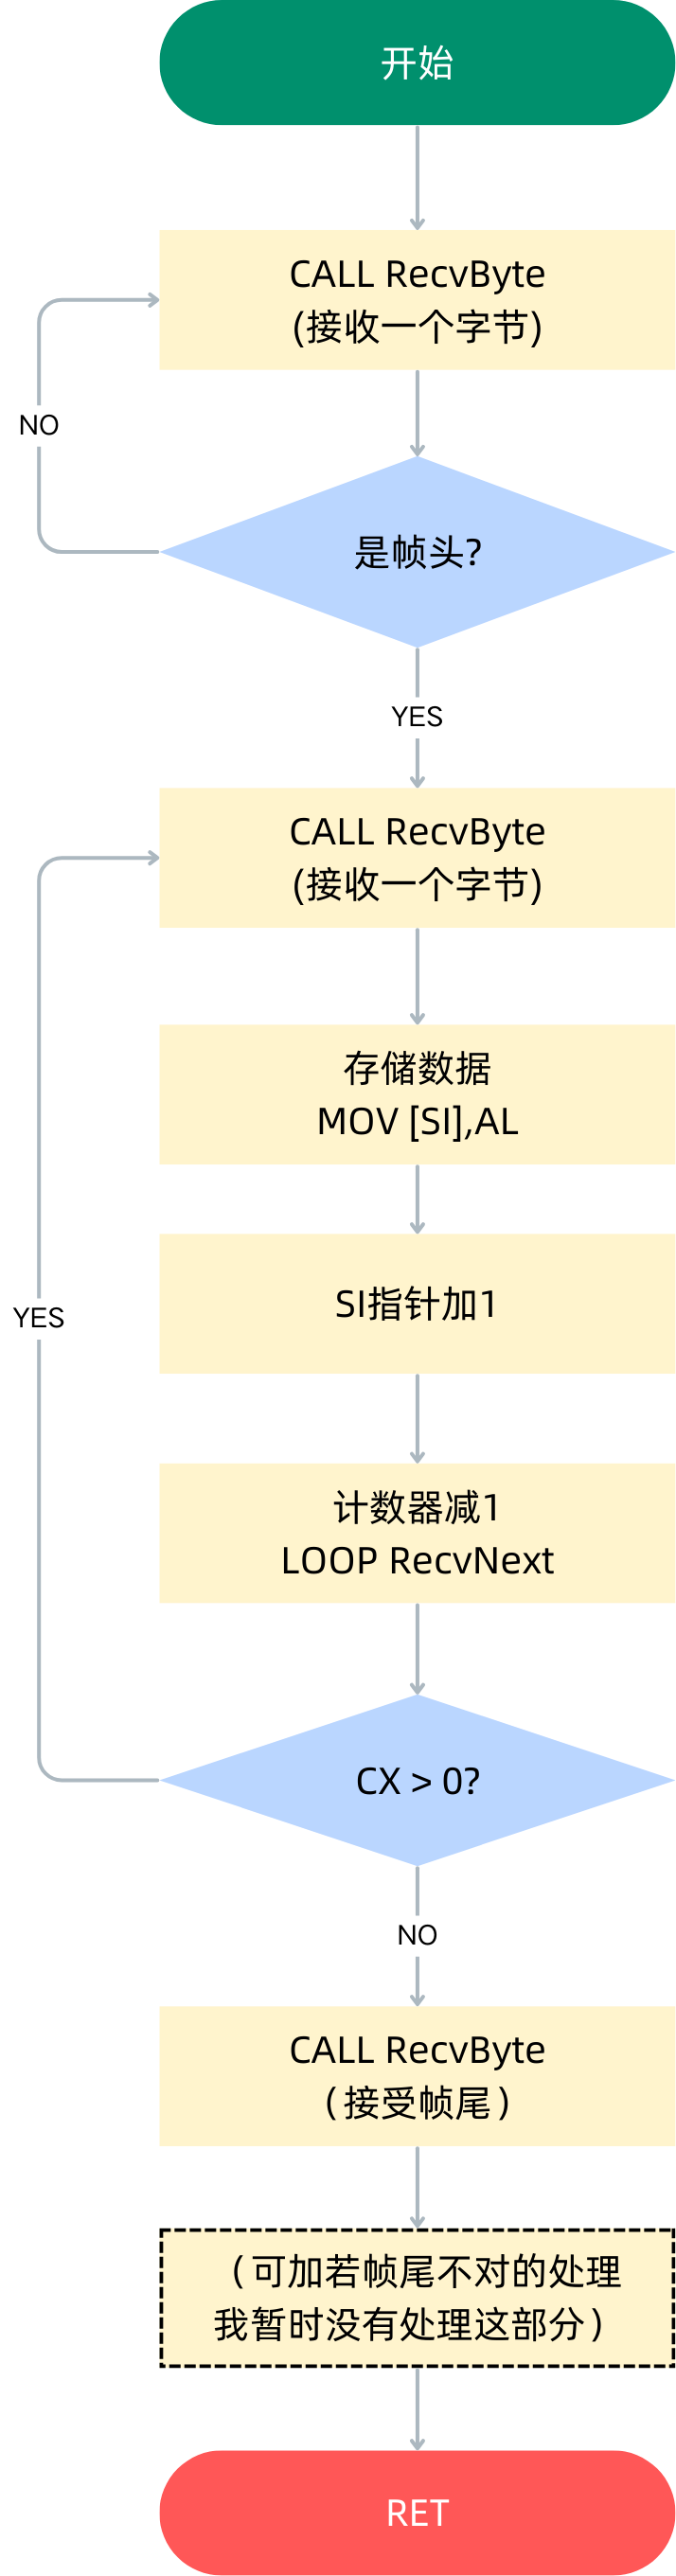 开始
CALL RecvByte
(接收一个字节)
NO
是帧头?
YES
CALL RecvByte
(接收一个字节)
存储数据
MOV [SI],AL
SI指针加1
YES
计数器减1
LOOP RecvNext
CX > 0?
NO
CALL RecvByte
（接受帧尾）
（可加若帧尾不对的处理
我暂时没有处理这部分）
RET